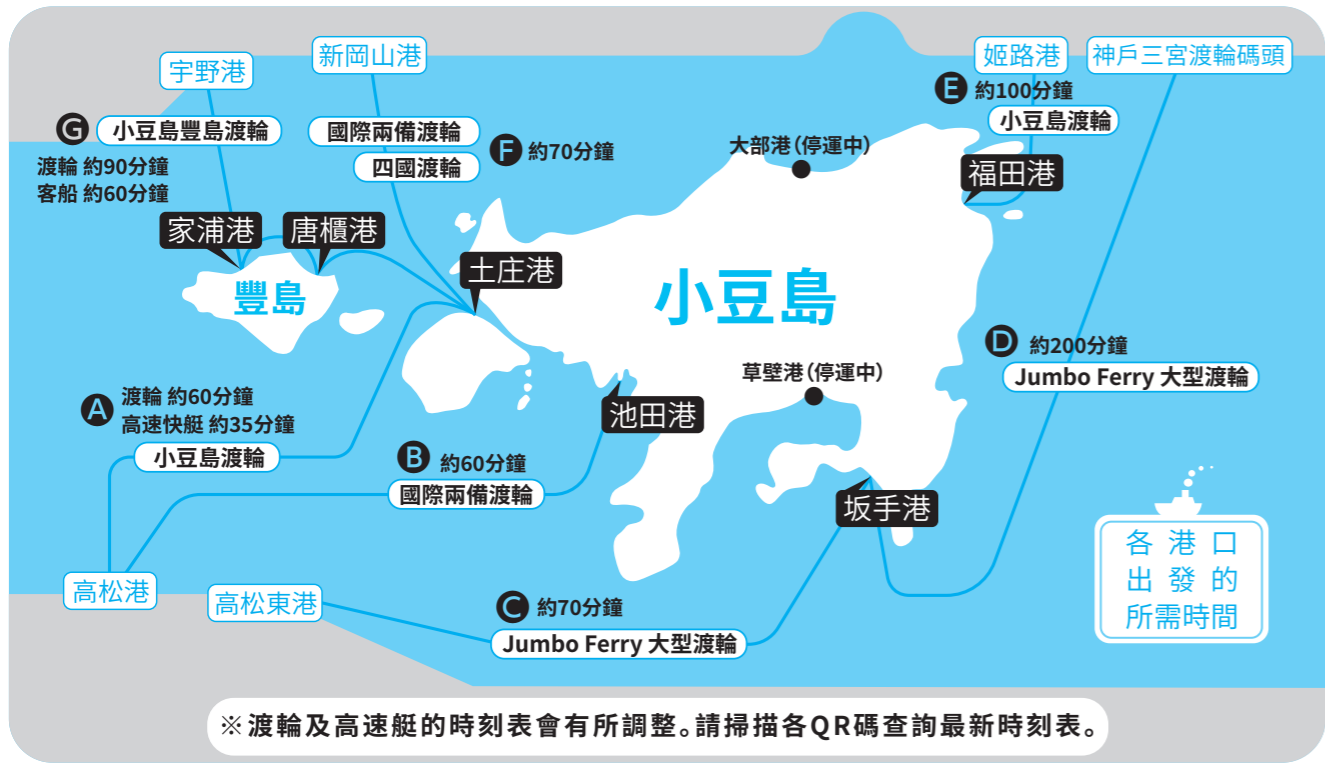 宇野港
新岡山港
姬路港
神戶三宮渡輪碼頭
G
小豆島豐島渡輪
渡輪 約90分鐘
客船 約60分鐘
國際兩備渡輪
四國渡輪
F
約70分鐘
大部港(停運中)
E
約100分鐘
小豆島渡輪
福田港
家浦港
唐櫃港
土庄港
豐島
小豆島
D
約200分鐘
Jumbo Ferry 大型渡輪
草壁港(停運中)
A
渡輪 約60分鐘
高速快艇 約35分鐘
小豆島渡輪
池田港
B
約60分鐘
國際兩備渡輪
坂手港
高松港
高松東港
C
約70分鐘
Jumbo Ferry 大型渡輪
各港口
出發的
所需時間
※渡輪及高速艇的時刻表會有所調整。請掃描各QR碼查詢最新時刻表。